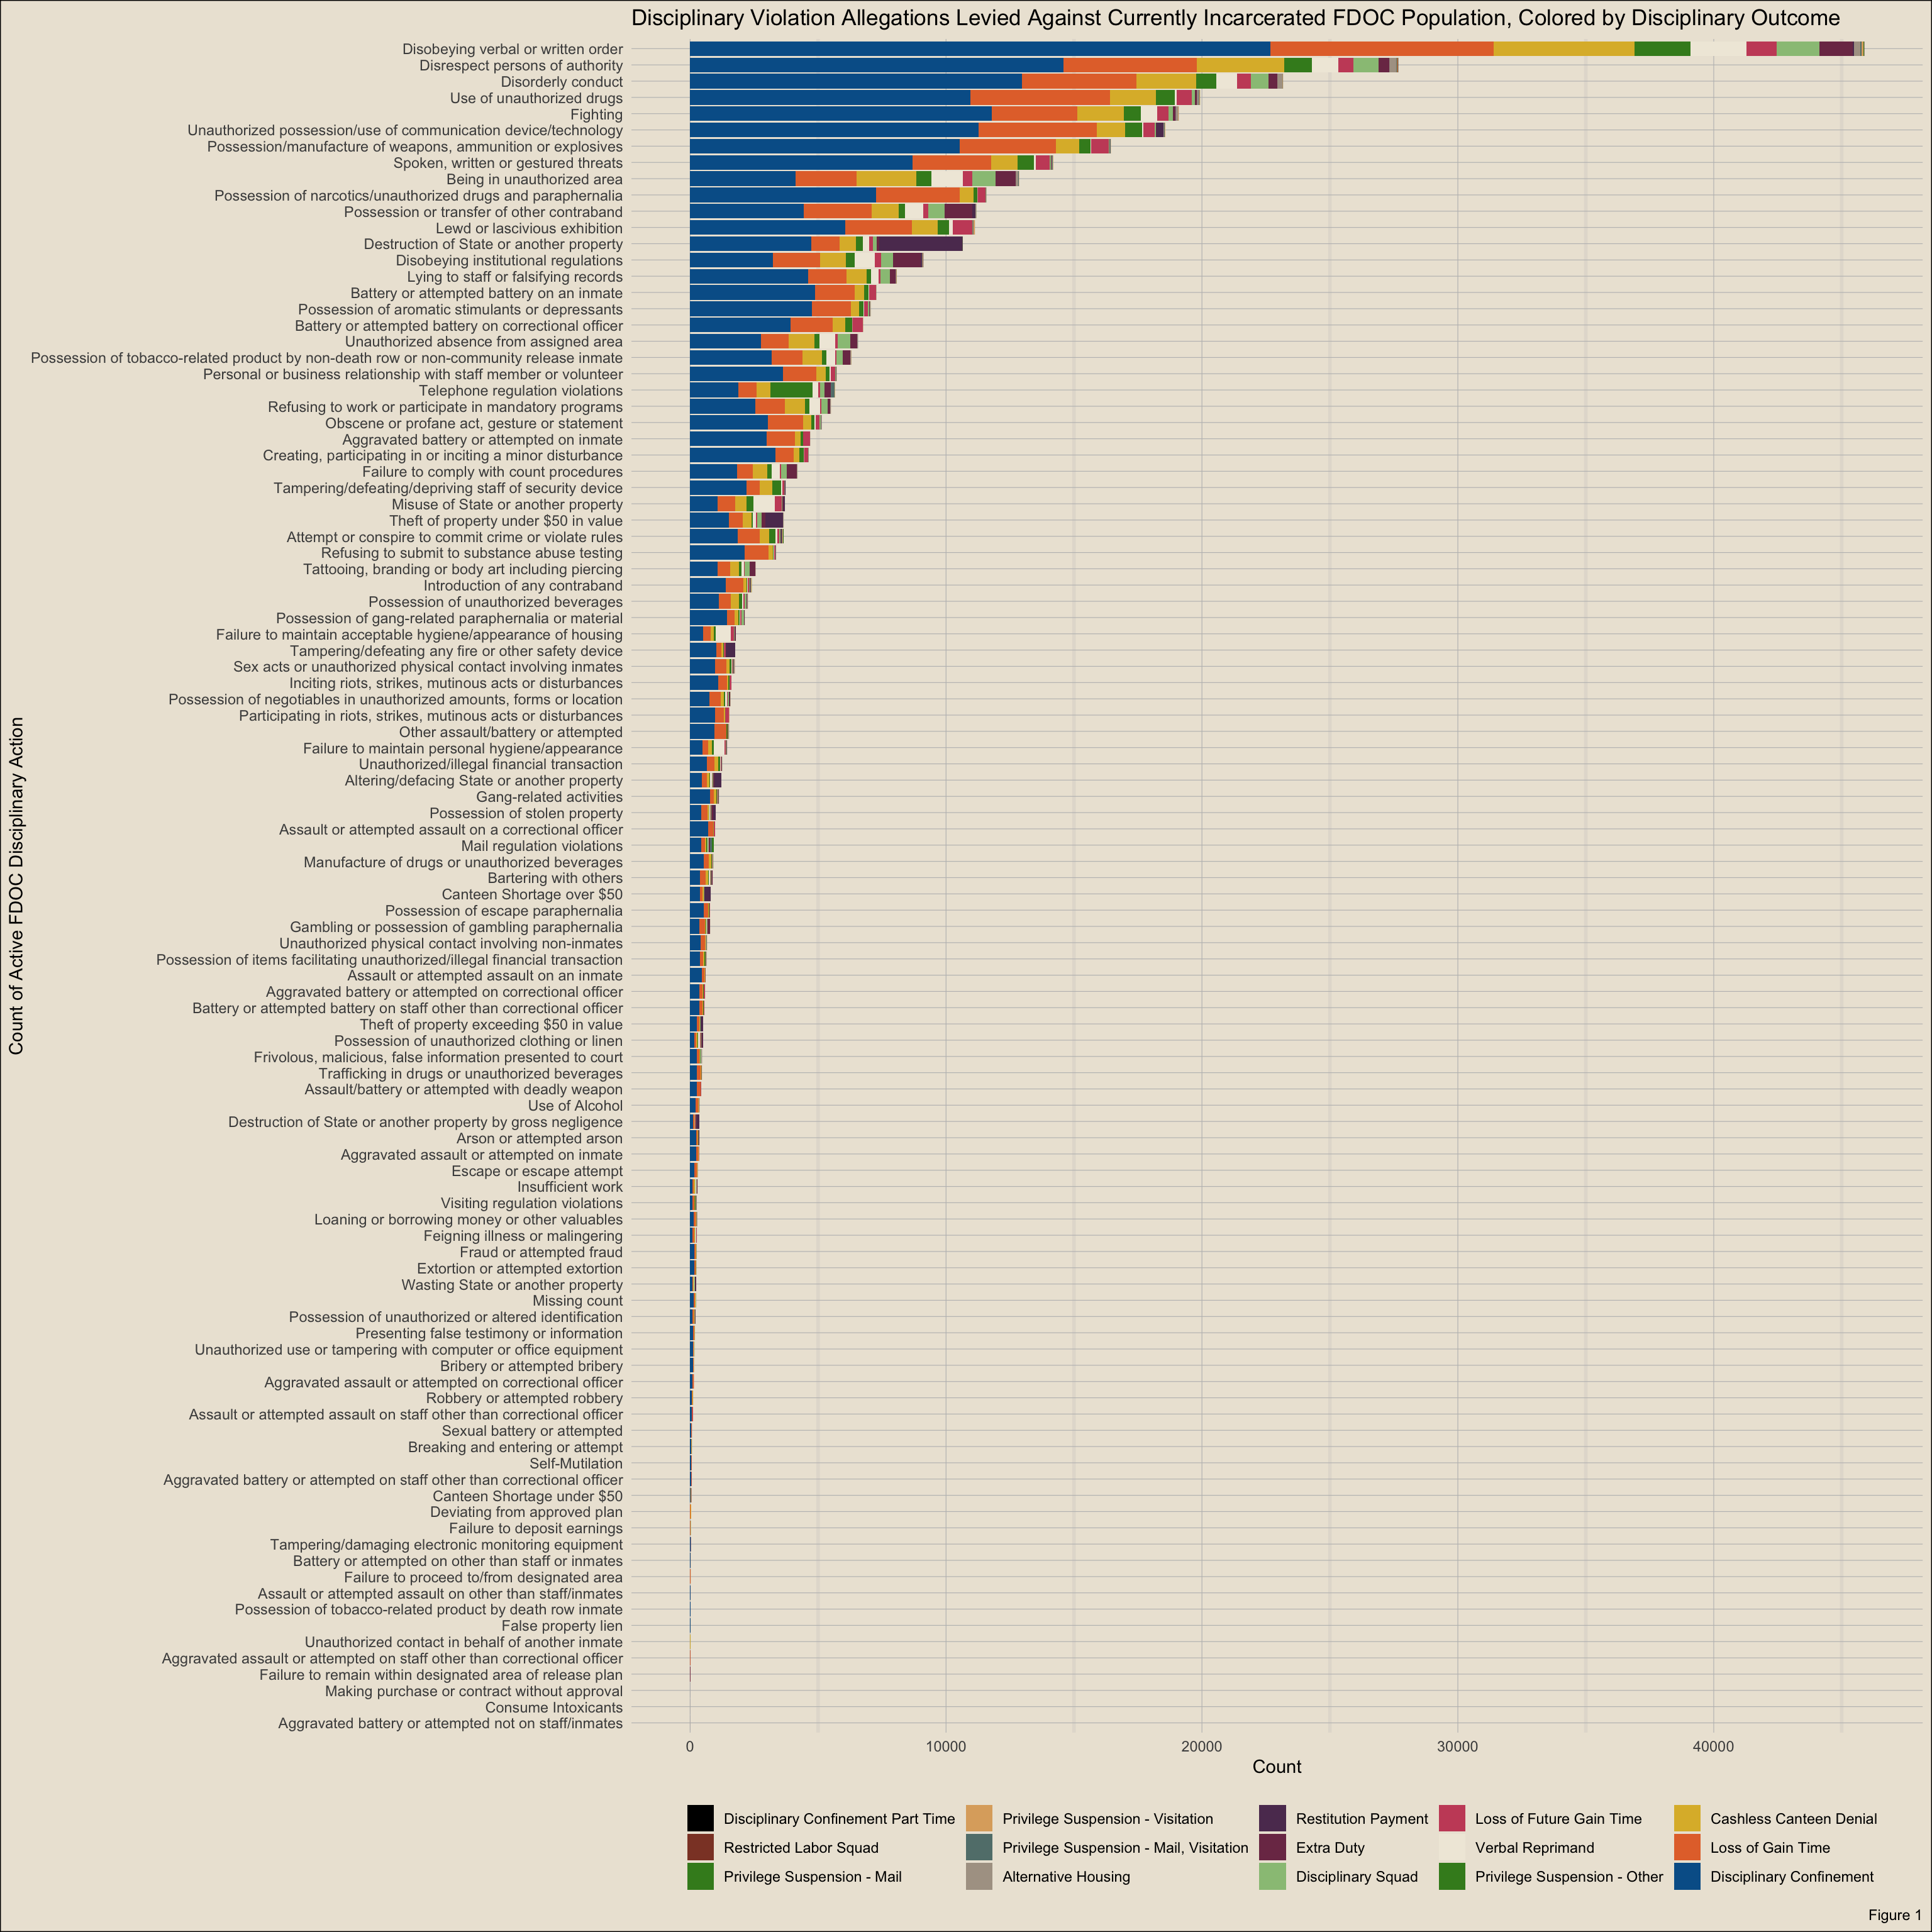 Disciplinary Violation Allegations Levied Against Currently Incarcerated FDOC Population, Colored by Disciplinary Outcome
Count of Active FDOC Disciplinary Action
Disobeying verbal or written order
Disrespect persons of authority
Disorderly conduct
Use of unauthorized drugs
Fighting
Unauthorized possession/use of communication device/technology
Possession/manufacture of weapons, ammunition or explosives
Spoken, written or gestured threats
Being in unauthorized area
Possession of narcotics/unauthorized drugs and paraphernalia
Possession or transfer of other contraband
Lewd or lascivious exhibition
Destruction of State or another property
Disobeying institutional regulations
Lying to staff or falsifying records
Battery or attempted battery on an inmate
Possession of aromatic stimulants or depressants
Battery or attempted battery on correctional officer
Unauthorized absence from assigned area
Possession of tobacco-related product by non-death row or non-community release inmate
Personal or business relationship with staff member or volunteer
Telephone regulation violations
Refusing to work or participate in mandatory programs
Obscene or profane act, gesture or statement
Aggravated battery or attempted on inmate
Creating, participating in or inciting a minor disturbance
Failure to comply with count procedures
Tampering/defeating/depriving staff of security device
Misuse of State or another property
Theft of property under $50 in value
Attempt or conspire to commit crime or violate rules
Refusing to submit to substance abuse testing
Tattooing, branding or body art including piercing
Introduction of any contraband
Possession of unauthorized beverages
Possession of gang-related paraphernalia or material
Failure to maintain acceptable hygiene/appearance of housing
Tampering/defeating any fire or other safety device
Sex acts or unauthorized physical contact involving inmates
Inciting riots, strikes, mutinous acts or disturbances
Possession of negotiables in unauthorized amounts, forms or location
Participating in riots, strikes, mutinous acts or disturbances
Other assault/battery or attempted
Failure to maintain personal hygiene/appearance
Unauthorized/illegal financial transaction
Altering/defacing State or another property
Gang-related activities
Possession of stolen property
Assault or attempted assault on a correctional officer
Mail regulation violations
Manufacture of drugs or unauthorized beverages
Bartering with others
Canteen Shortage over $50
Possession of escape paraphernalia
Gambling or possession of gambling paraphernalia
Unauthorized physical contact involving non-inmates
Possession of items facilitating unauthorized/illegal financial transaction
Assault or attempted assault on an inmate
Aggravated battery or attempted on correctional officer
Battery or attempted battery on staff other than correctional officer
Theft of property exceeding $50 in value
Possession of unauthorized clothing or linen
Frivolous, malicious, false information presented to court
Trafficking in drugs or unauthorized beverages
Assault/battery or attempted with deadly weapon
Use of Alcohol
Destruction of State or another property by gross negligence
Arson or attempted arson
Aggravated assault or attempted on inmate
Escape or escape attempt
Insufficient work
Visiting regulation violations
Loaning or borrowing money or other valuables
Feigning illness or malingering
Fraud or attempted fraud
Extortion or attempted extortion
Wasting State or another property
Missing count
Possession of unauthorized or altered identification
Presenting false testimony or information
Unauthorized use or tampering with computer or office equipment
Bribery or attempted bribery
Aggravated assault or attempted on correctional officer
Robbery or attempted robbery
Assault or attempted assault on staff other than correctional officer
Sexual battery or attempted
Breaking and entering or attempt
Self-Mutilation
Aggravated battery or attempted on staff other than correctional officer
Canteen Shortage under $50
Deviating from approved plan
Failure to deposit earnings
Tampering/damaging electronic monitoring equipment
Battery or attempted on other than staff or inmates
Failure to proceed to/from designated area
Assault or attempted assault on other than staff/inmates
Possession of tobacco-related product by death row inmate
False property lien
Unauthorized contact in behalf of another inmate
Aggravated assault or attempted on staff other than correctional officer
Failure to remain within designated area of release plan
Making purchase or contract without approval
Consume Intoxicants
Aggravated battery or attempted not on staff/inmates
0 10000 20000 30000 40000
Count
Disciplinary Confinement Part Time Privilege Suspension - Visitation Restitution Payment Loss of Future Gain Time Cashless Canteen Denial
Restricted Labor Squad Privilege Suspension - Mail, Visitation Extra Duty Verbal Reprimand Loss of Gain Time
Privilege Suspension - Mail Alternative Housing Disciplinary Squad Privilege Suspension - Other Disciplinary Confinement
Figure 1